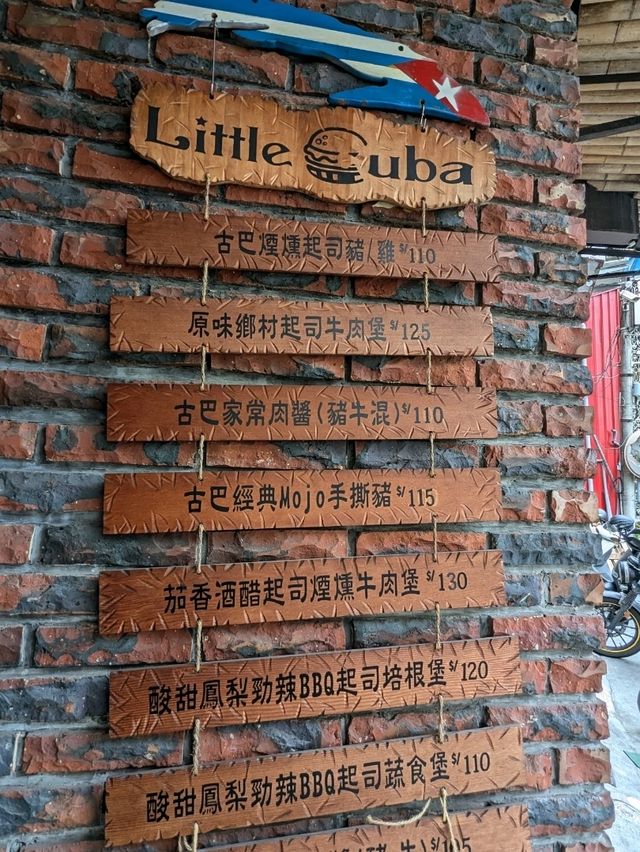 Little Cuba
古巴煙燻起司豬/雞 $/110
原味鄉村起司牛肉堡 $/125
古巴家常肉醬(豬牛混) $/110
古巴經典Mojo手撕豬 $/115
茄香酒醋起司煙燻牛肉堡 $/130
酸甜鳳梨勁辣BBQ起司培根堡 $/120
酸甜鳳梨勁辣BBQ起司蔬食堡 $/110